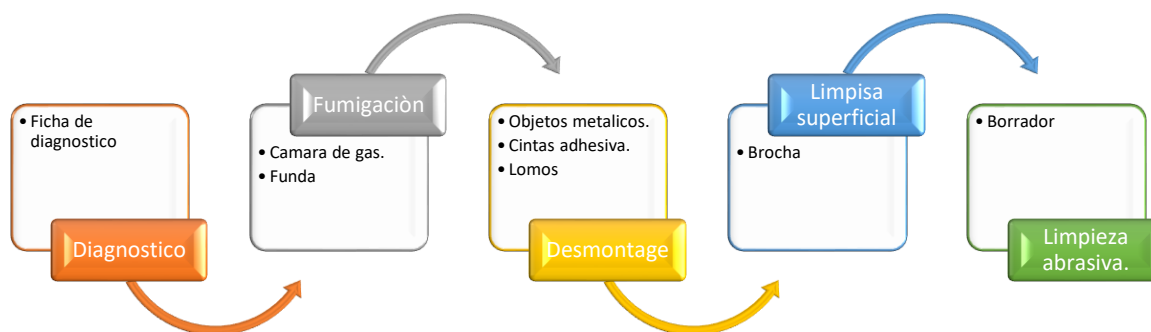 • Ficha de
diagnostico
Diagnostico
Fumigaciòn
• Camara de gas.
• Funda
• Objetos metalicos.
• Cintas adhesiva.
• Lomos
Desmontage
Limpisa
superficial
• Brocha
• Borrador
Limpieza
abrasiva.